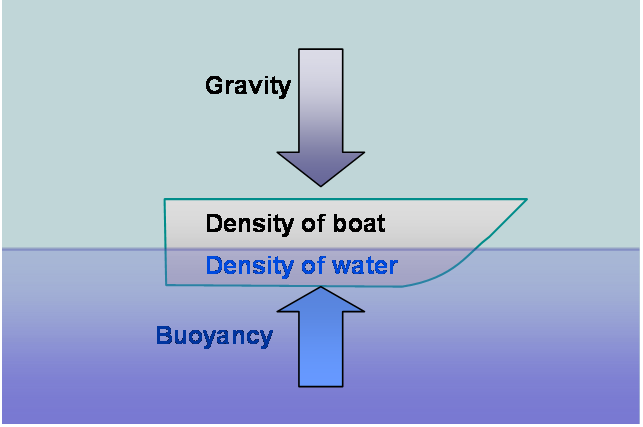 Gravity
Density of boat
Density of water
Buoyancy